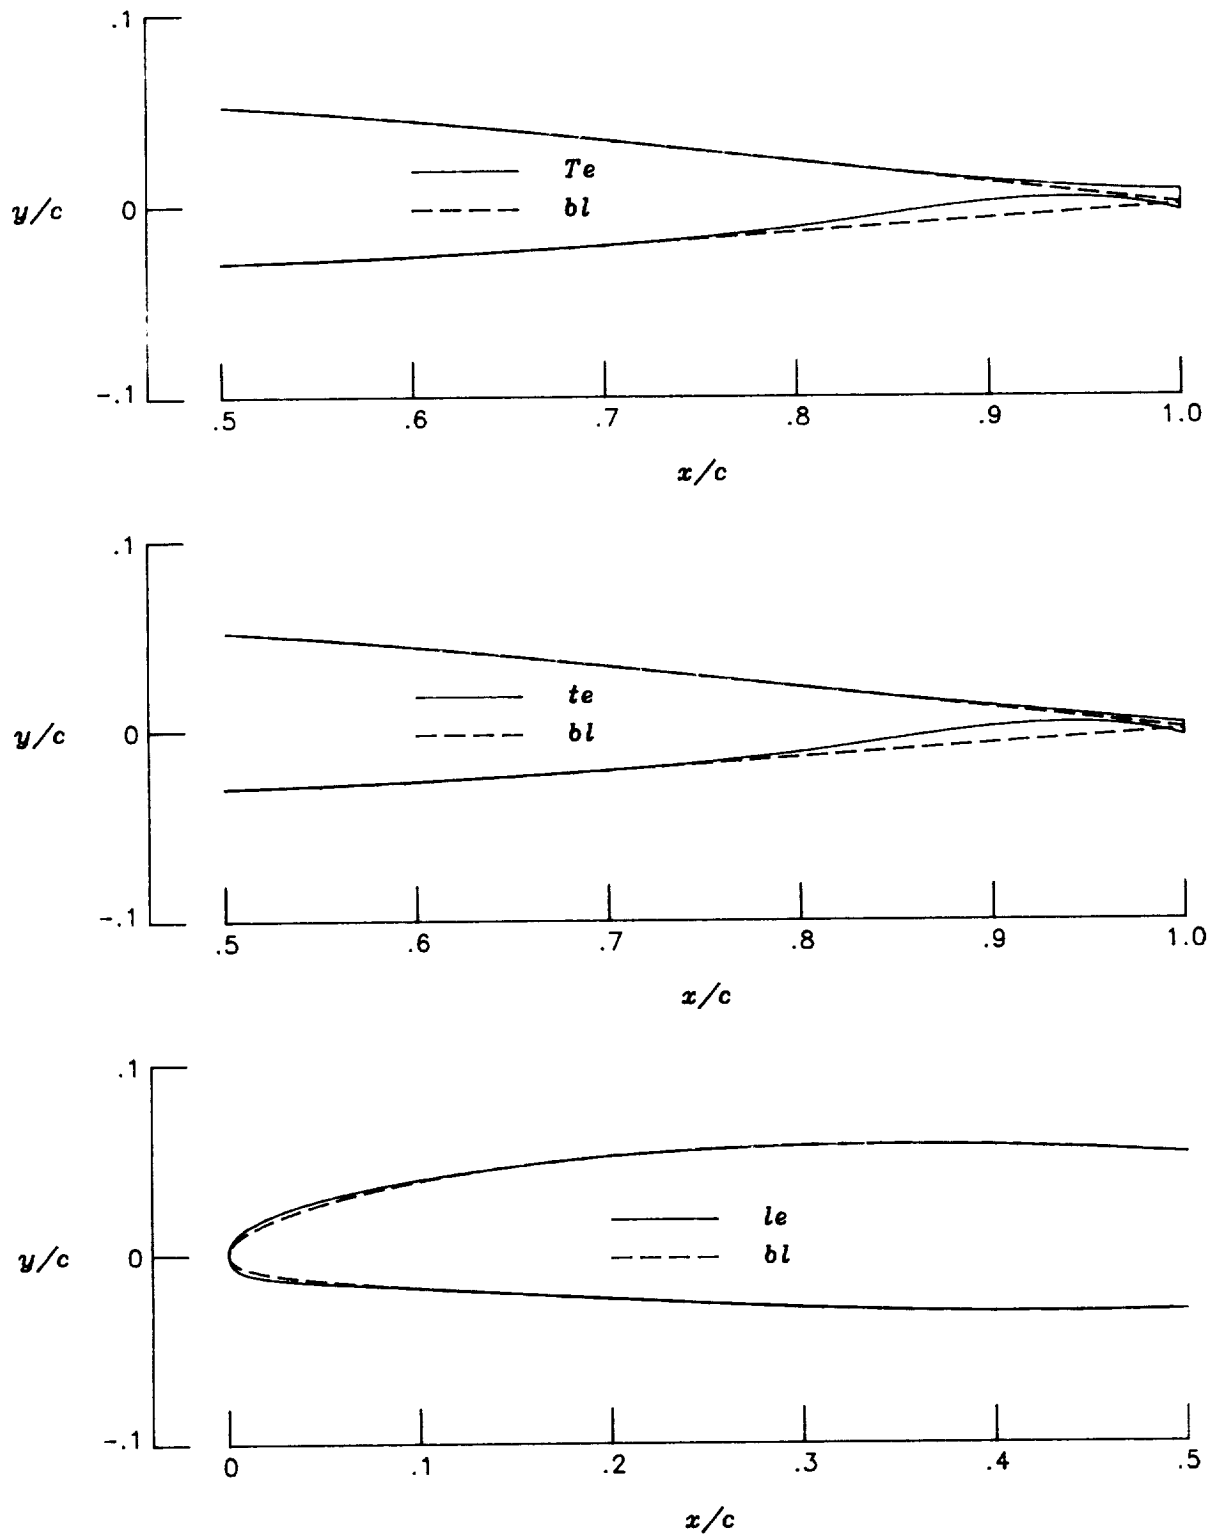 .1
Te
y/c
0
bl
-.1
.5 .6 .7 .8 .9 1.0
x/c
.1
te
y/c
0
bl
-.1
.5 .6 .7 .8 .9 1.0
x/c
.1
le
y/c
0
bl
-.1
0 .1 .2 .3 .4 .5
x/c